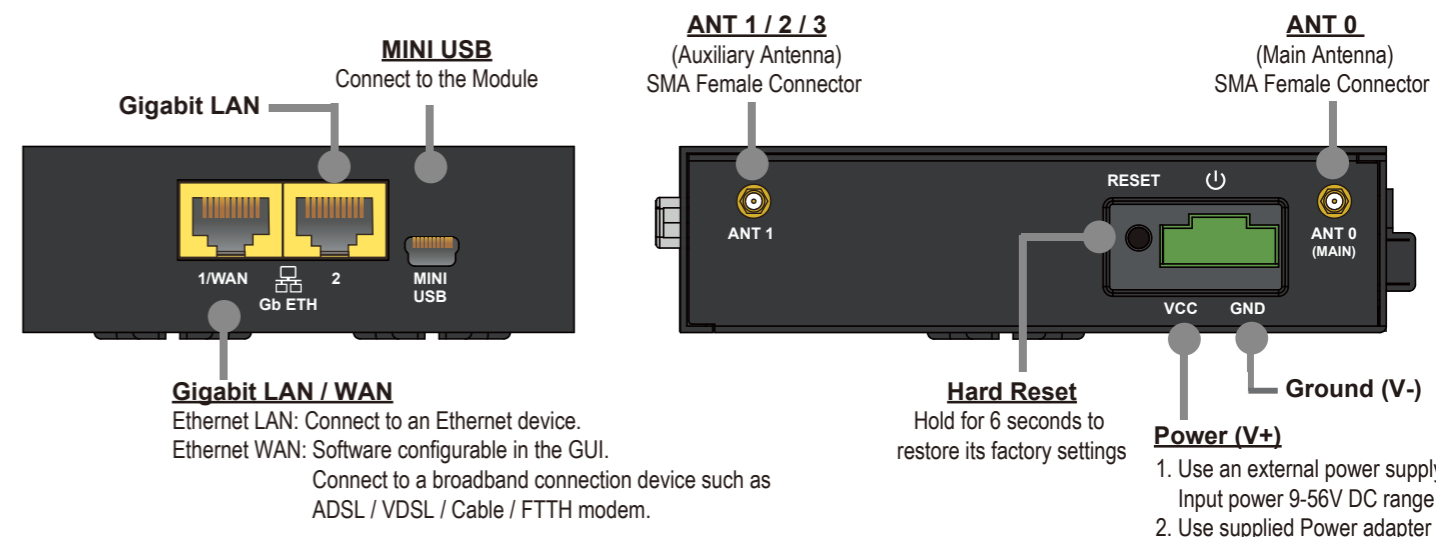 MINI USB
Connect to the Module
Gigabit LAN
1/WAN
2
Gb ETH
MINI
USB
Gigabit LAN / WAN
Ethernet LAN: Connect to an Ethernet device.
Ethernet WAN: Software configurable in the GUI.
Connect to a broadband connection device such as
ADSL / VDSL / Cable / FTTH modem.
ANT 1 / 2 / 3
(Auxiliary Antenna)
SMA Female Connector
ANT 0
(Main Antenna)
SMA Female Connector
RESET
ANT 1
ANT 0
(MAIN)
VCC
GND
Hard Reset
Hold for 6 seconds to
restore its factory settings
Ground (V-)
Power (V+)
1. Use an external power supply
Input power 9-56V DC range
2. Use supplied Power adapter